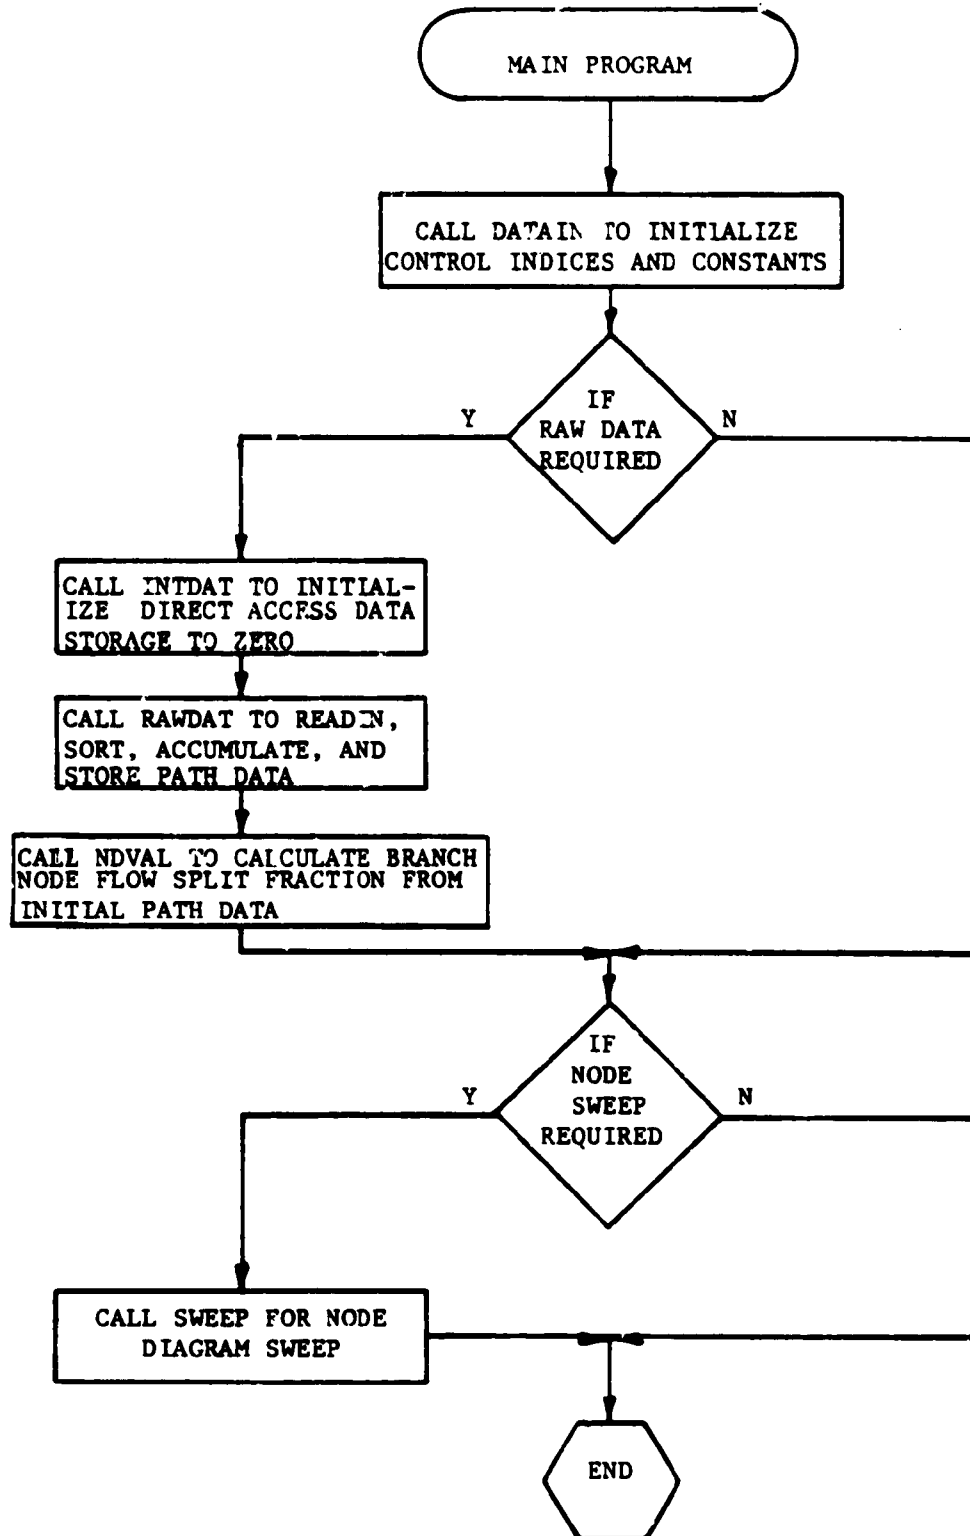 MAIN PROGRAM
CALL DATAIN TO INITIALIZE
CONTROL INDICES AND CONSTANTS
IF
RAW DATA
REQUIRED
Y
N
CALL INTDAT TO INITIAL-
IZE DIRECT ACCESS DATA
STORAGE TO ZERO
CALL RAWDAT TO READIN,
SORT, ACCUMULATE, AND
STORE PATH DATA
CALL NDVAL TO CALCULATE BRANCH
NODE FLOW SPLIT FRACTION FROM
INITIAL PATH DATA
IF
NODE
SWEEP
REQUIRED
Y
N
CALL SWEEP FOR NODE
DIAGRAM SWEEP
END